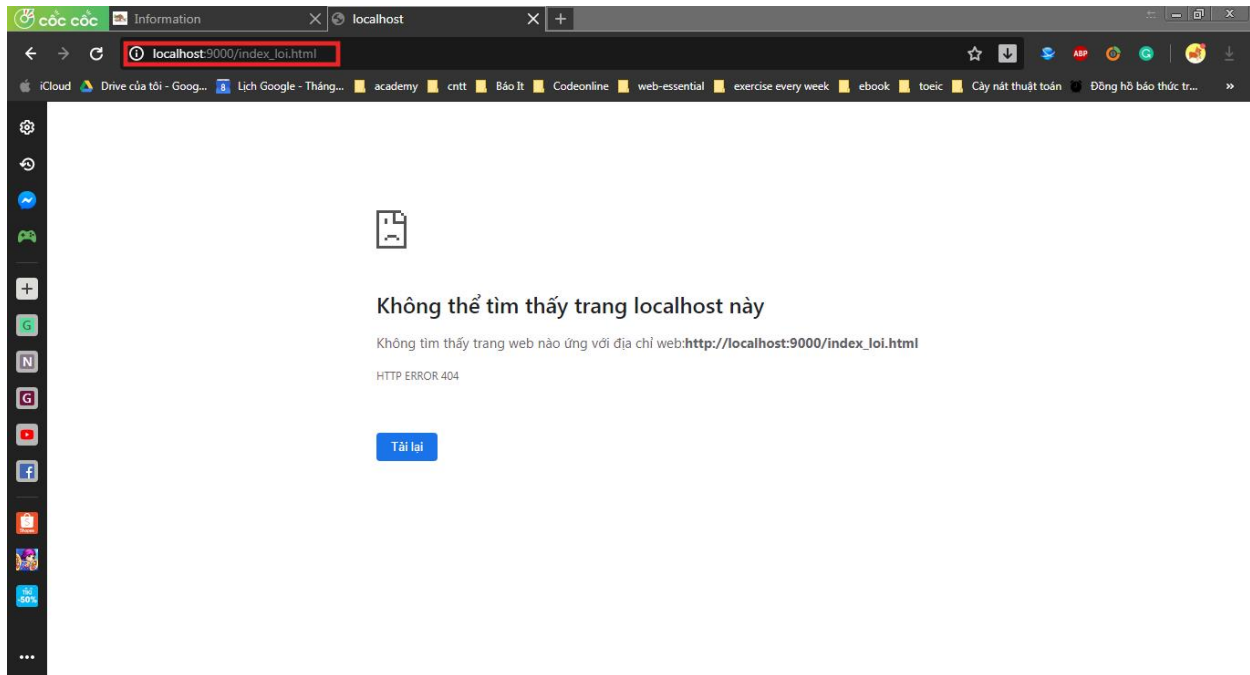 cốc cốc Information localhost
localhost:9000/index_loi.html ABP
iCloud Drive của tôi - Goog... 8 Lịch Google - Tháng... academy cntt Báo It Codeonline web-essential exercise every week ebook toeic Cày nát thuật toán Đồng hồ báo thức tr... »
Không thể tìm thấy trang localhost này
Không tìm thấy trang web nào ứng với địa chỉ web:http://localhost:9000/index_loi.html
HTTP ERROR 404
G
N
G
Tải lại
f
-50%